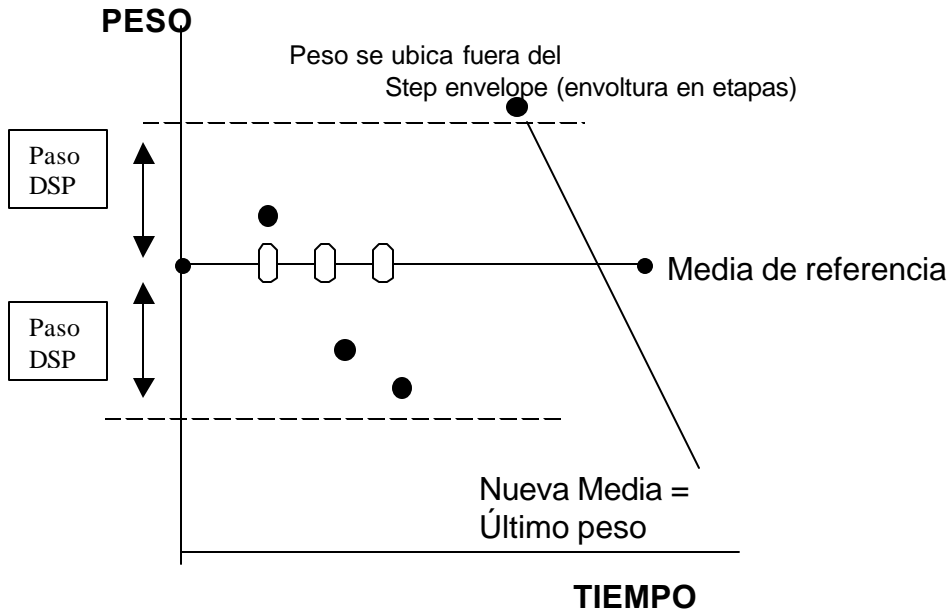 PESO
Peso se ubica fuera del
Step envelope (envoltura en etapas)
Paso
DSP
Media de referencia
Paso
DSP
Nueva Media =
Último peso
TIEMPO